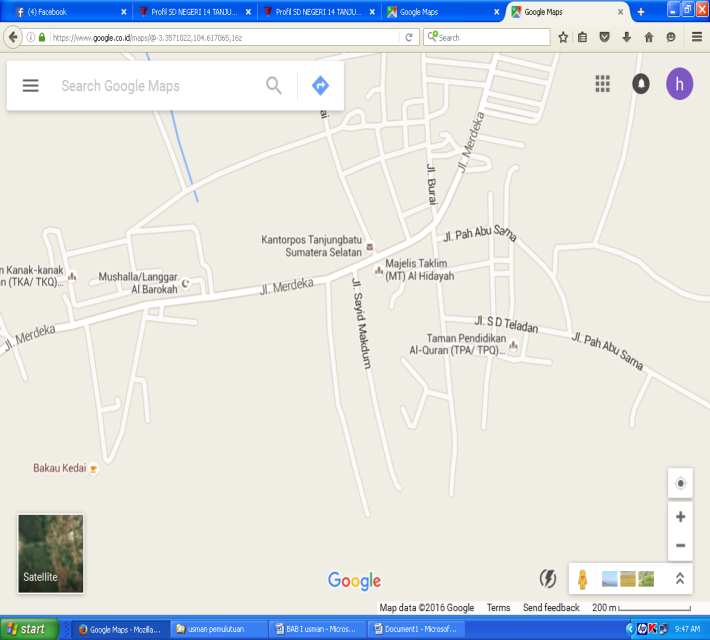 (4) Facebook
Profil SD NEGERI 14 TANJU...
Profil SD NEGERI 14 TANJU...
Google Maps
Google Maps
https://www.google.co.id/maps/@-3.3571022,104.617065,16z
Search
Search Google Maps
h
ai
Jl. Merdeka
Jl. Burai
Jl. Pah Abu Sama
Kantorpos Tanjungbatu
Sumatera Selatan
Majelis Taklim
(MT) Al Hidayah
n Kanak-kanak
an (TKA/ TKQ)...
Mushalla/Langgar
Al Barokah
Jl. Merdeka
Jl. Sayid Makdum
Jl. Merdeka
Jl. S D Teladan
Taman Pendidikan
Al-Quran (TPA/ TPQ)...
Jl. Pah Abu Sama
Bakau Kedai
Satellite
Google
Map data ©2016 Google Terms Send feedback 200 m
start
Google Maps - Mozilla...
usman pemulutuan
BAB I usman - Micros...
Document1 - Microsof...
9:47 AM